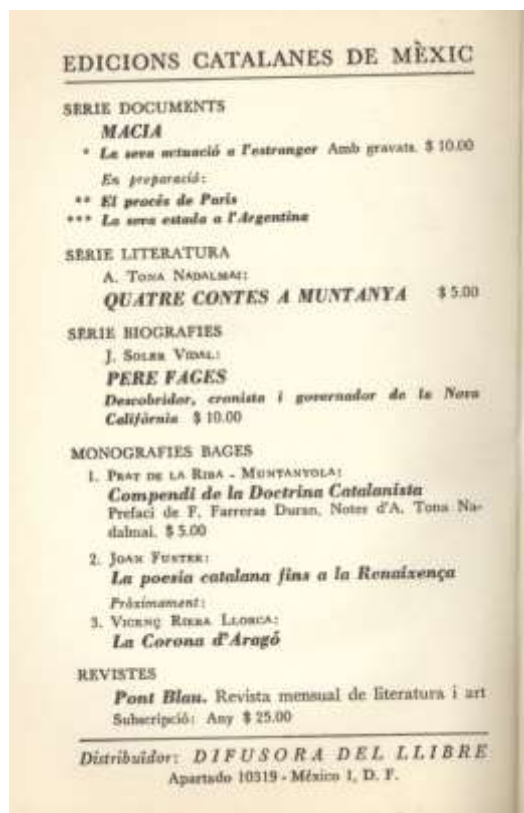 EDICIONS CATALANES DE MÈXIC
SERIE DOCUMENTS
MACIA
* La seva actuació a l'estranger Amb gravats. $ 10.00
En preparació:
** El procés de París
*** La seva estada a l'Argentina
SERIE LITERATURA
A. TONA NADALMAI:
QUATRE CONTES A MUNTANYA $ 5.00
SERIE BIOGRAFIES
J. SOLER VIDAL:
PERE FAGES
Descobridor, cronista i governador de la Nova
Califòrnia $ 10.00
MONOGRAFIES BAGES
1. PRAT DE LA RIBA - MUNTANYOLA:
Compendi de la Doctrina Catalanista
Prefaci de F. Farreras Duran. Notes d'A. Tona Na-
dalmai. $ 5.00
2. JOAN FUSTER:
La poesia catalana fins a la Renaixença
Pròximament:
3. VICENÇ RIERA LLORCA:
La Corona d'Aragó
REVISTES
Pont Blau. Revista mensual de literatura i art
Subscripció: Any $ 25.00
Distribuïdor: DIFUSORA DEL LLIBRE
Apartado 10319 - México 1, D. F.